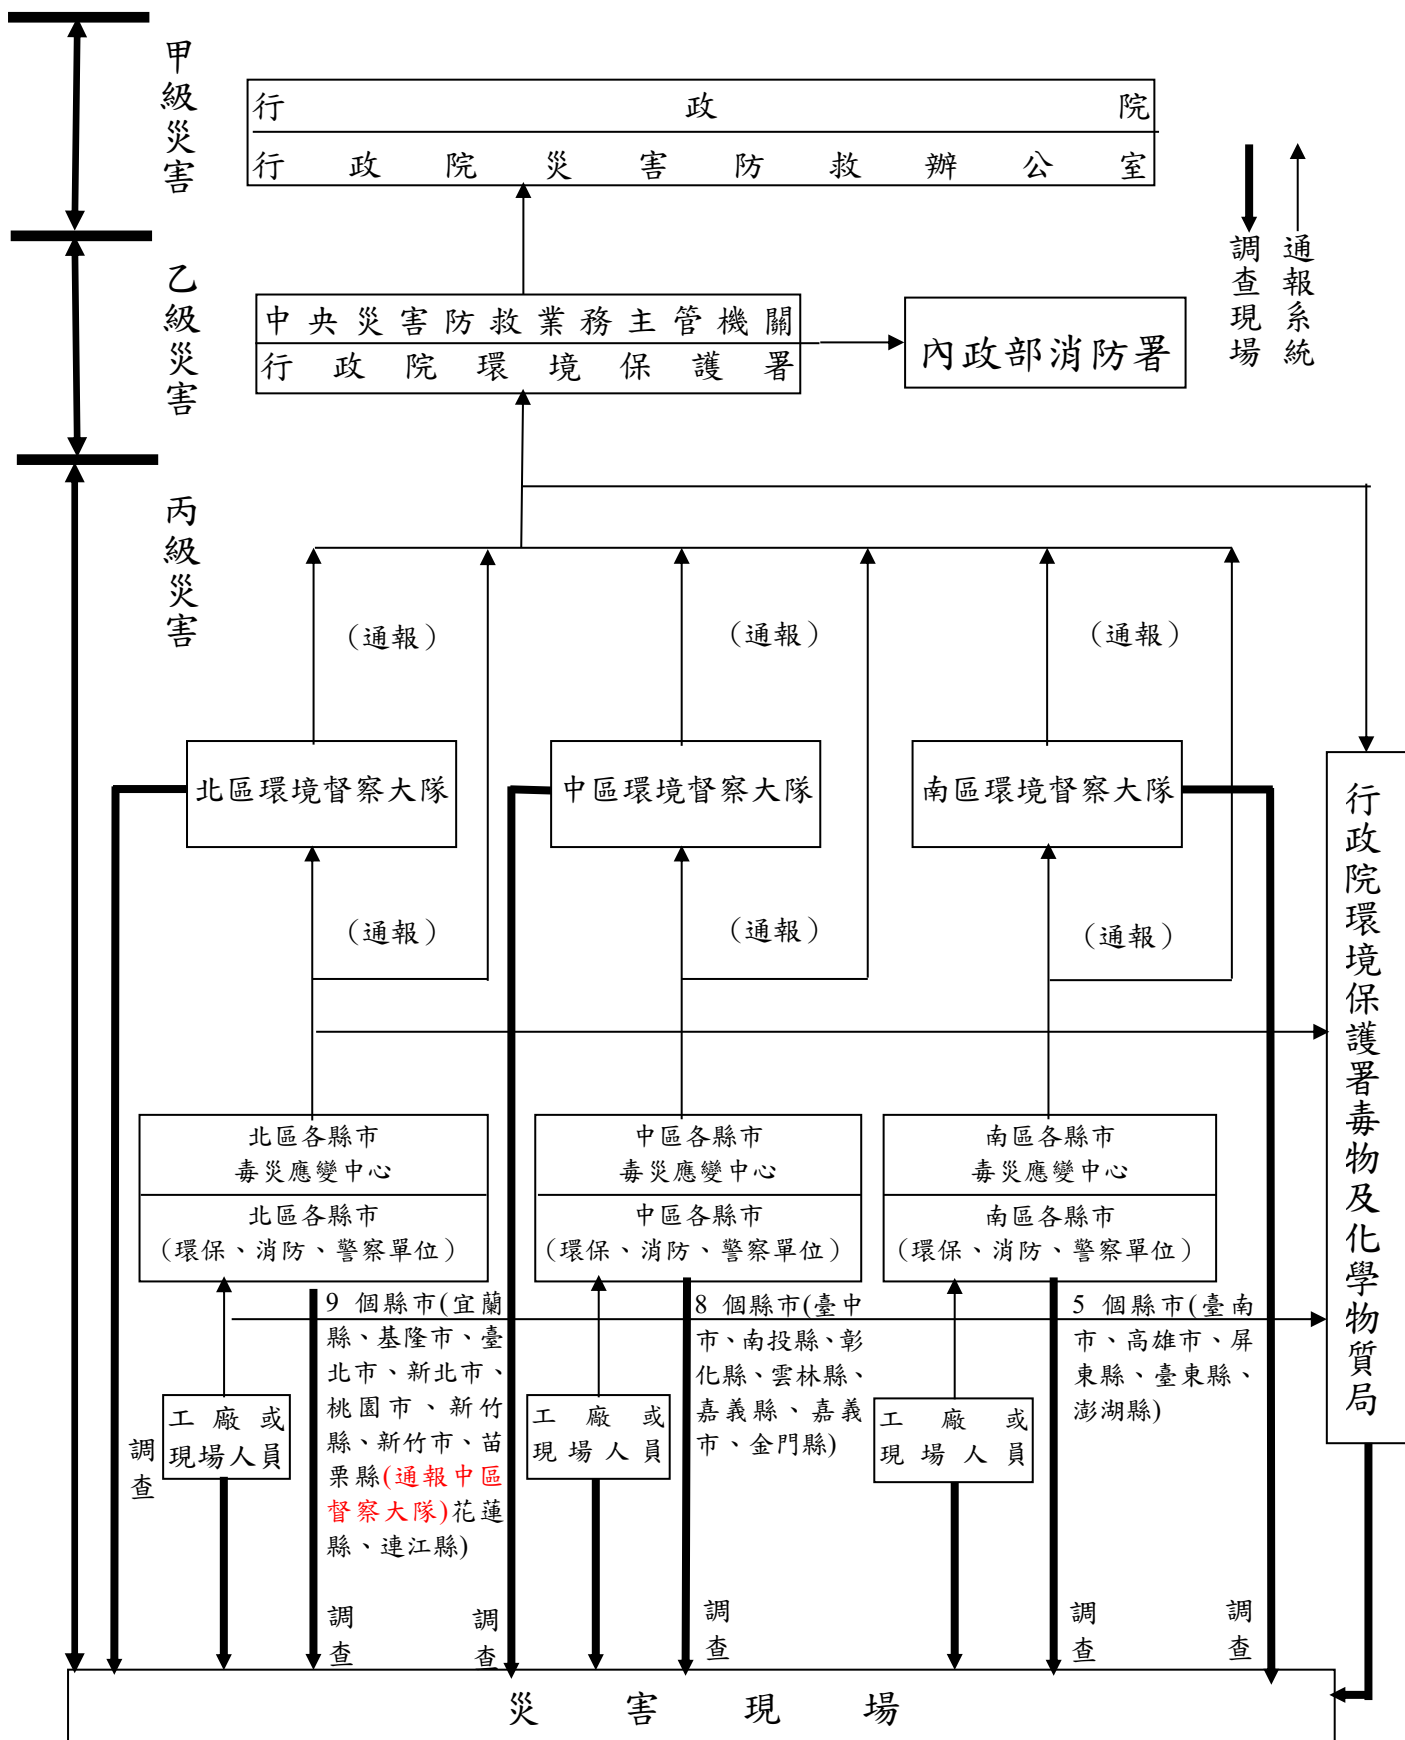 甲級災害
行政院
行政院災害防救辦公室
調查現場
通報系統
乙級災害
中央災害防救業務主管機關
行政院環境保護署
內政部消防署
丙級災害
（通報）
（通報）
（通報）
北區環境督察大隊
中區環境督察大隊
南區環境督察大隊
行政院環境保護署毒物及化學物質局
（通報）
（通報）
（通報）
北區各縣市
毒災應變中心
北區各縣市
（環保、消防、警察單位）
中區各縣市
毒災應變中心
中區各縣市
（環保、消防、警察單位）
南區各縣市
毒災應變中心
南區各縣市
（環保、消防、警察單位）
9 個縣市(宜蘭
縣、基隆市、臺
北市、新北市、
桃園市、新竹
縣、新竹市、苗
栗縣(通報中區
督察大隊)花蓮
縣、連江縣)
8 個縣市(臺中
市、南投縣、彰
化縣、雲林縣、
嘉義縣、嘉義
市、金門縣)
5 個縣市(臺南
市、高雄市、屏
東縣、臺東縣、
澎湖縣)
工廠或
現場人員
工廠或
現場人員
工廠或
現場人員
調查
調查
調查
調查
調查
調查
災害現場